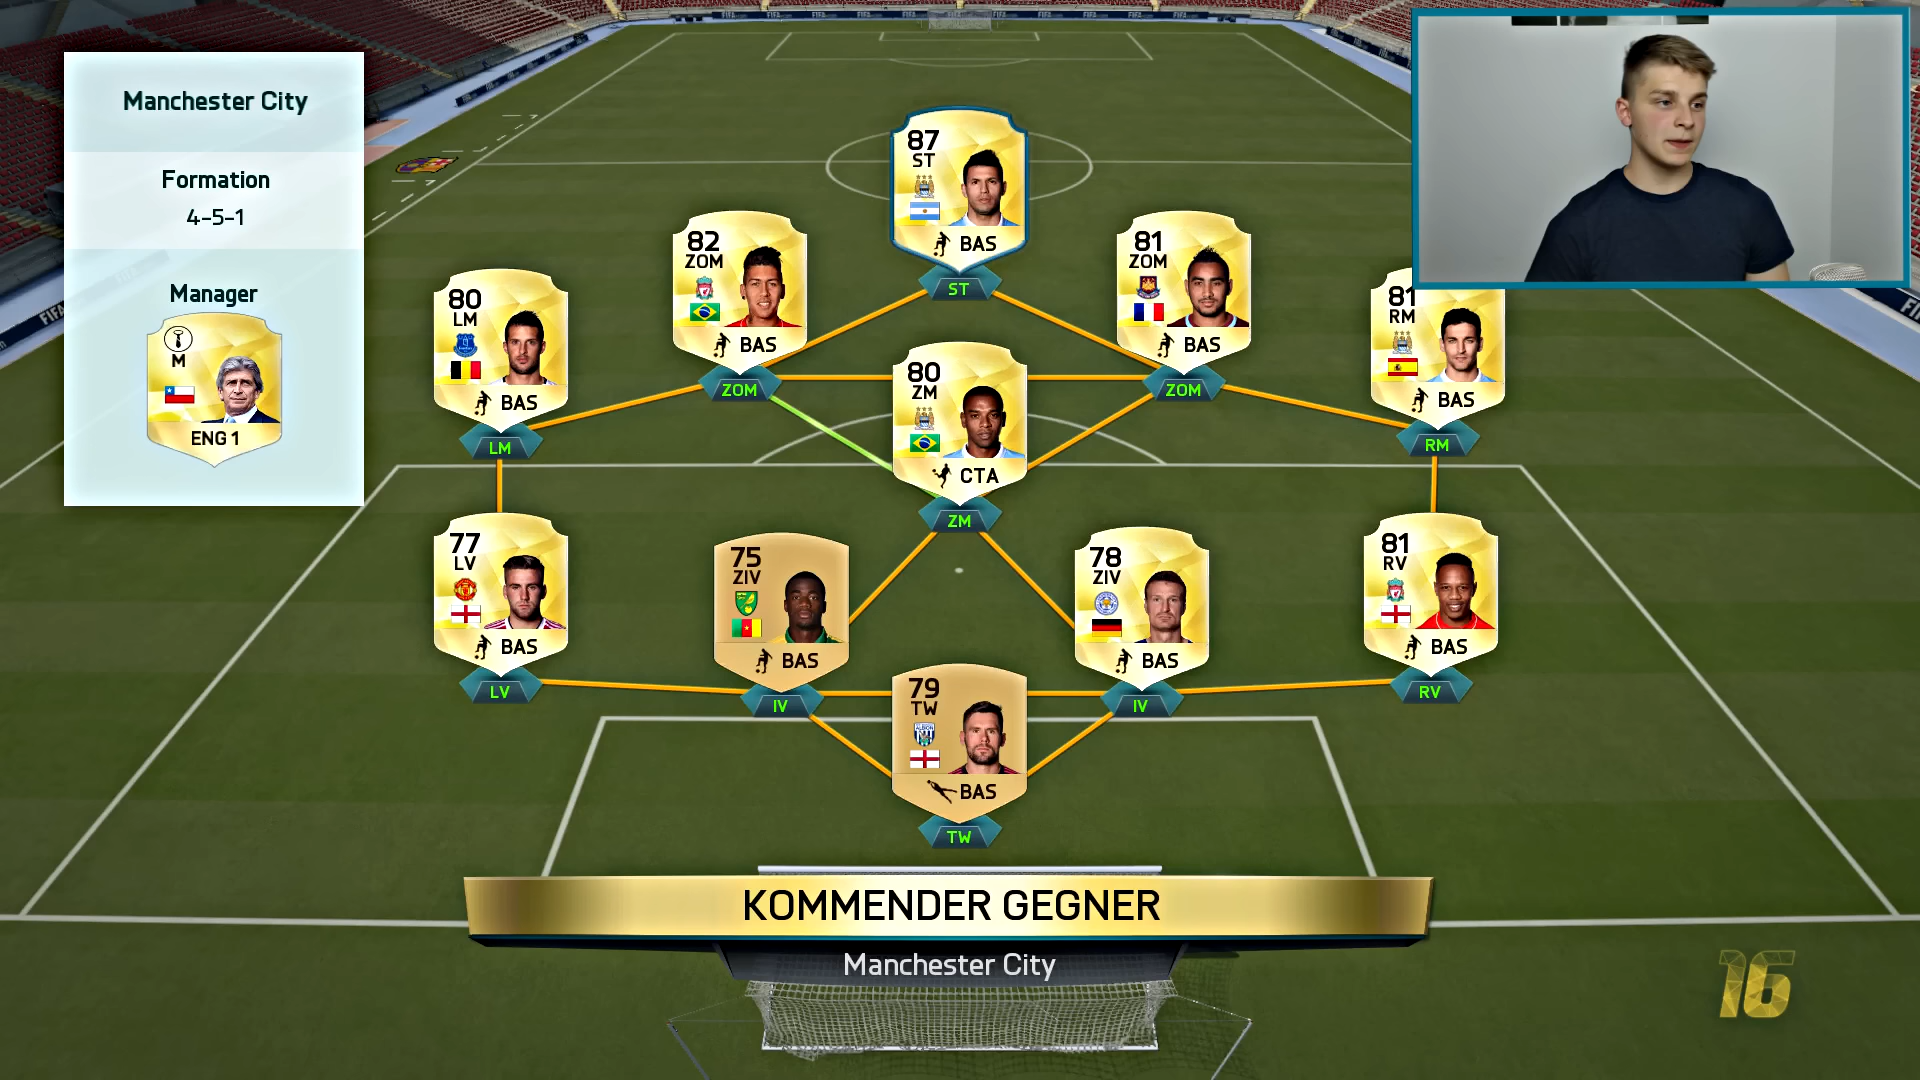 Manchester City
Formation
4-5-1
Manager
M
ENG 1
87
ST
BAS
ST
82
ZOM
BAS
ZOM
81
ZOM
BAS
ZOM
80
LM
BAS
LM
81
RM
BAS
RM
80
ZM
CTA
ZM
77
LV
BAS
LV
75
ZIV
BAS
IV
78
ZIV
BAS
IV
81
RV
BAS
RV
79
TW
BAS
TW
KOMMENDER GEGNER
Manchester City
16